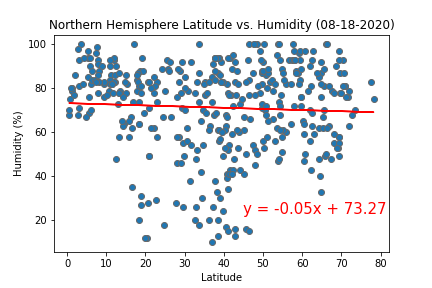 Northern Hemisphere Latitude vs. Humidity (08-18-2020)
100
80
60
40
20
Humidity (%)
y = -0.05x + 73.27
0 10 20 30 40 50 60 70 80
Latitude